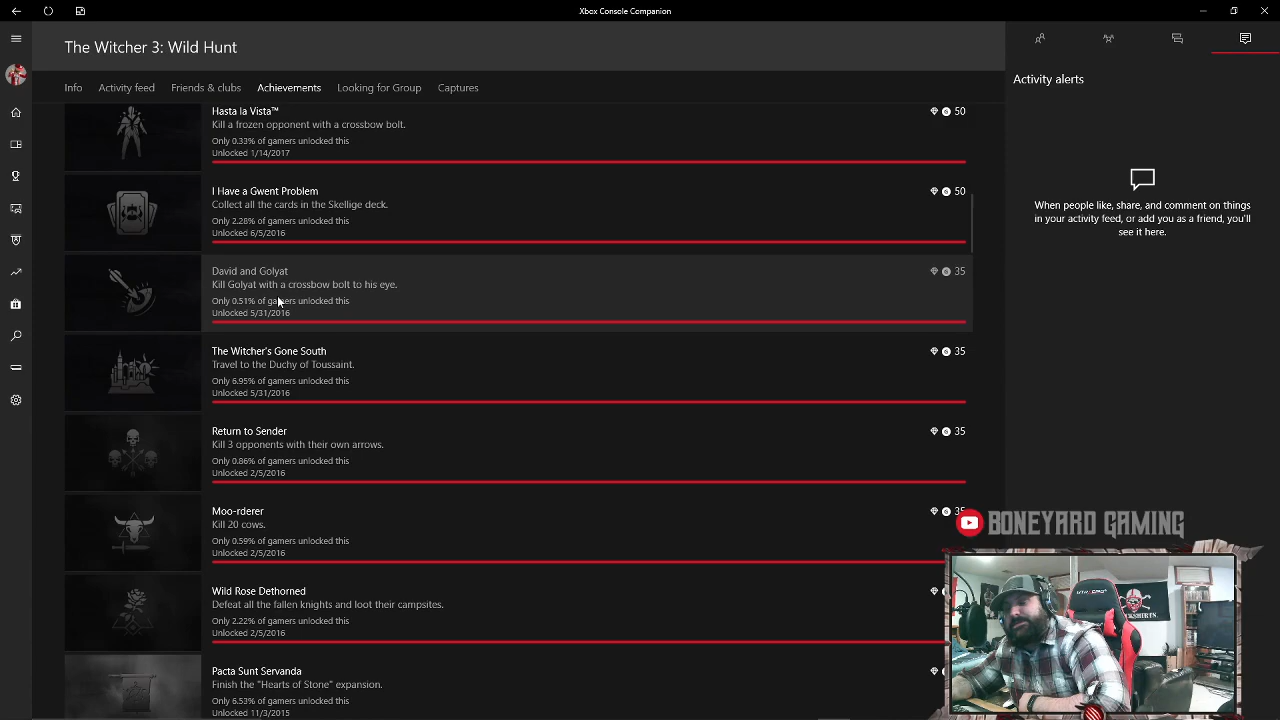 Xbox Console Companion
The Witcher 3: Wild Hunt
Info
Activity feed
Friends & clubs
Achievements
Looking for Group
Captures
Hasta la Vista™
50
Kill a frozen opponent with a crossbow bolt.
Only 0.33% of gamers unlocked this
Unlocked 1/14/2017
I Have a Gwent Problem
50
Collect all the cards in the Skellige deck.
Only 2.28% of gamers unlocked this
Unlocked 6/5/2016
David and Golyat
35
Kill Golyat with a crossbow bolt to his eye.
Only 0.51% of gamers unlocked this
Unlocked 5/31/2016
The Witcher's Gone South
35
Travel to the Duchy of Toussaint.
Only 6.95% of gamers unlocked this
Unlocked 5/31/2016
Return to Sender
35
Kill 3 opponents with their own arrows.
Only 0.86% of gamers unlocked this
Unlocked 2/5/2016
Moo-rderer
35
Kill 20 cows.
Only 0.59% of gamers unlocked this
Unlocked 2/5/2016
Wild Rose Dethorned
Defeat all the fallen knights and loot their campsites.
Only 2.22% of gamers unlocked this
Unlocked 2/5/2016
Pacta Sunt Servanda
Finish the "Hearts of Stone" expansion.
Only 6.53% of gamers unlocked this
Unlocked 11/3/2015
Activity alerts
When people like, share, and comment on things
in your activity feed, or add you as a friend, you'll
see it here.
BONEYARD GAMING